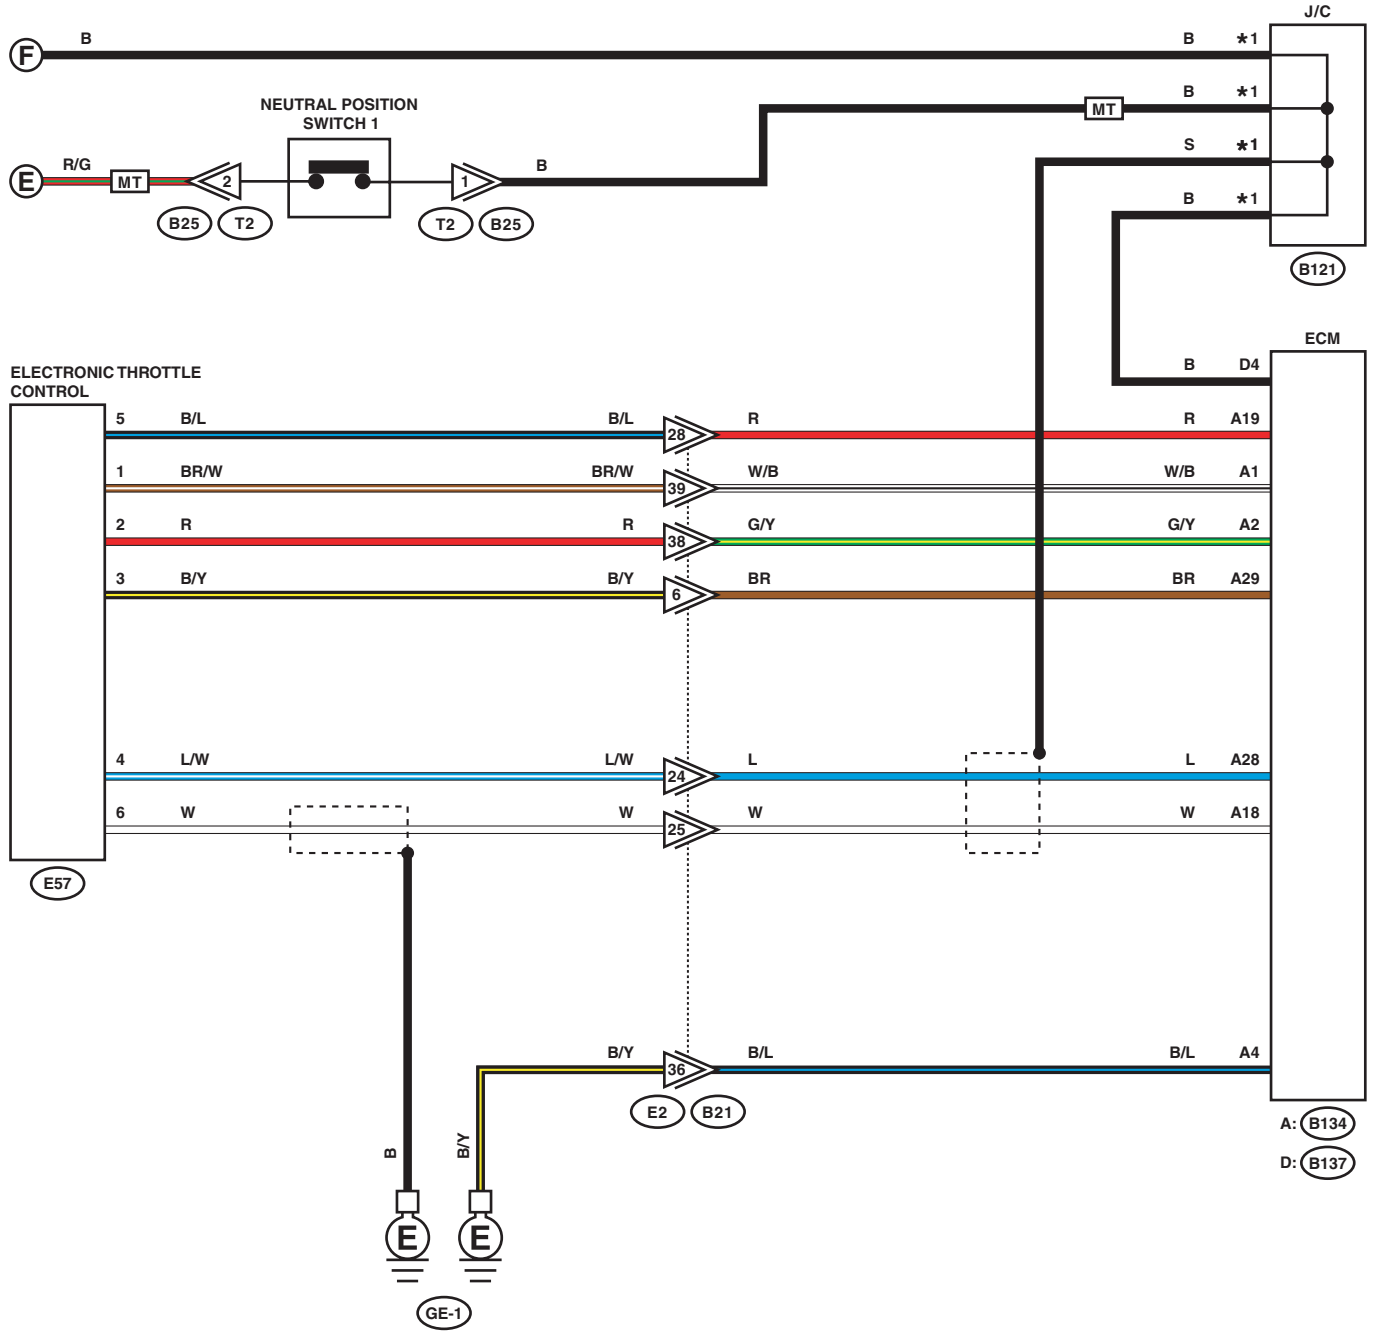 J/C
F B B *1
B *1
MT
NEUTRAL POSITION
SWITCH 1
S *1
E R/G MT 2 1 B
B *1
B25 T2 T2 B25
B121
ECM
B D4
ELECTRONIC THROTTLE
CONTROL
5 B/L B/L 28 R R A19
1 BR/W BR/W 39 W/B W/B A1
2 R R 38 G/Y G/Y A2
3 B/Y B/Y 6 BR BR A29
4 L/W L/W 24 L L A28
6 W W 25 W W A18
E57
B/Y 36 B/L B/L A4
E2 B21
A: B134
B B/Y
D: B137
E E
GE-1